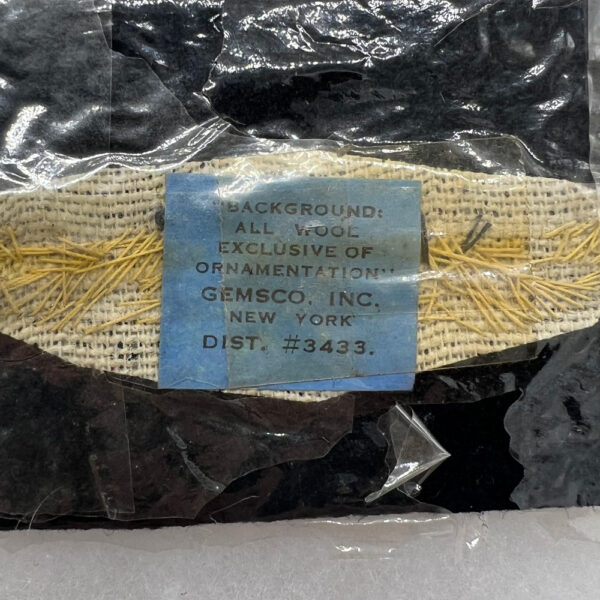 "BACKGROUND:
ALL WOOL
EXCLUSIVE OF
ORNAMENTATION"
GEMSCO, INC.
NEW YORK
DIST. #3433.